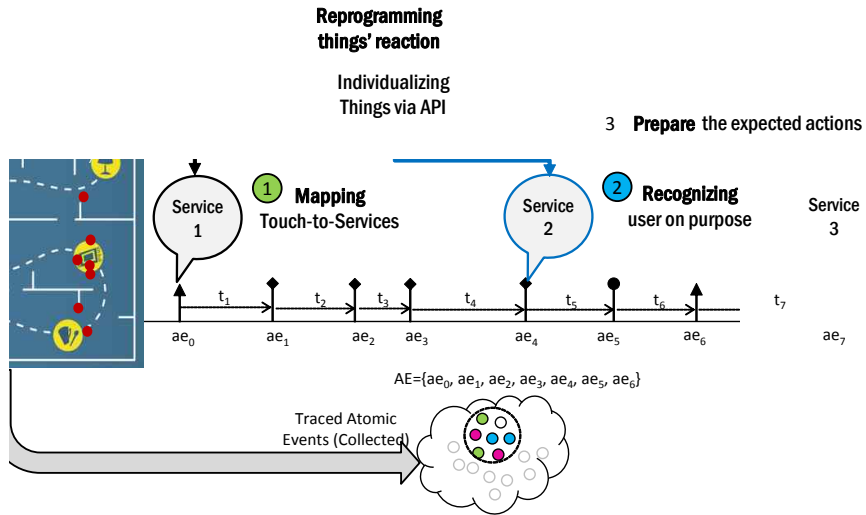 Reprogramming
things' reaction
Individualizing
Things via API
3 Prepare the expected actions
Service
1
1 Mapping
Touch-to-Services
Service
2
2 Recognizing
user on purpose
Service
3
t₁ t₂ t₃ t₄ t₅ t₆ t₇
ae₀ ae₁ ae₂ ae₃ ae₄ ae₅ ae₆ ae₇
AE={ae₀, ae₁, ae₂, ae₃, ae₄, ae₅, ae₆}
Traced Atomic
Events (Collected)